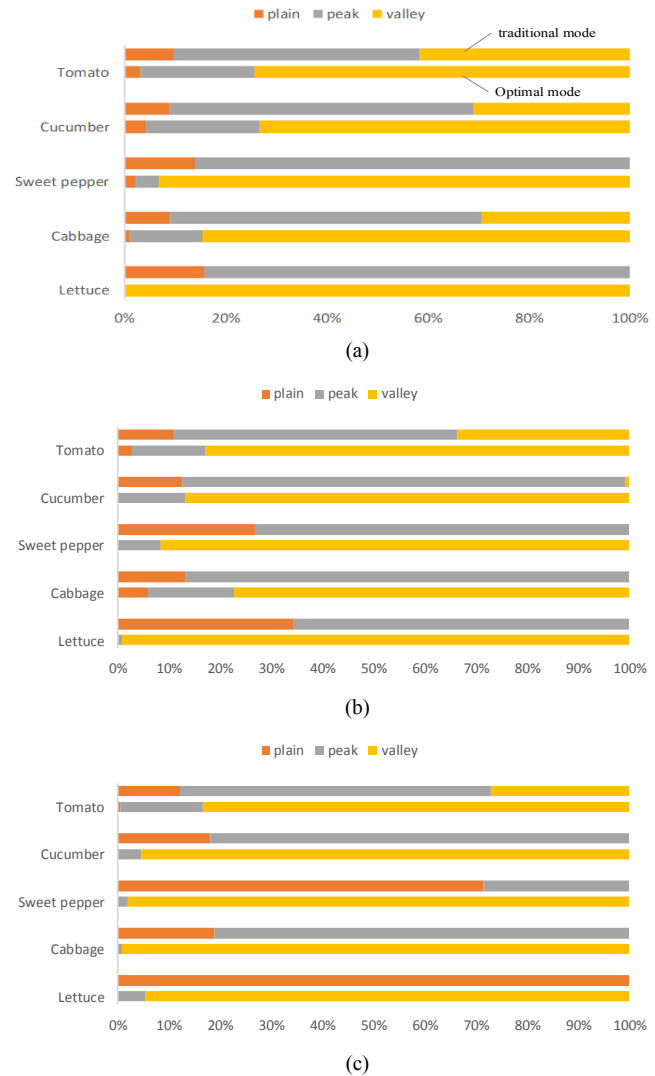 plain peak valley
traditional mode
Tomato
Optimal mode
Cucumber
Sweet pepper
Cabbage
Lettuce
0% 20% 40% 60% 80% 100%
(a)
plain peak valley
Tomato
Cucumber
Sweet pepper
Cabbage
Lettuce
0% 10% 20% 30% 40% 50% 60% 70% 80% 90% 100%
(b)
plain peak valley
Tomato
Cucumber
Sweet pepper
Cabbage
Lettuce
0% 10% 20% 30% 40% 50% 60% 70% 80% 90% 100%
(c)